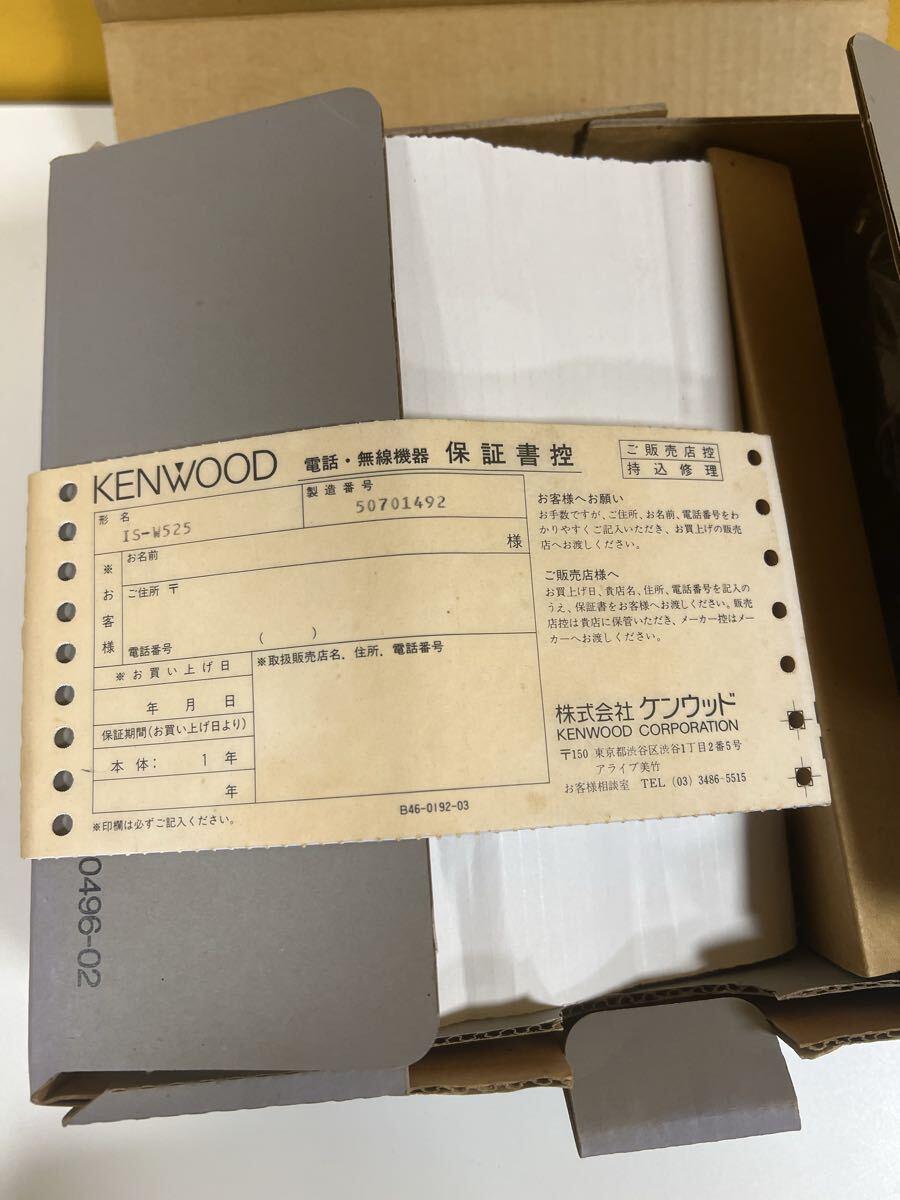 KENWOOD 電話・無線機器 保証書控
ご販売店控
持込修理
形名
IS-W525
製造番号
50701492
※お客様
お名前
様
ご住所 〒
電話番号 ( )
※お買い上げ日
年 月 日
保証期間(お買い上げ日より)
本体: 1 年
年
※取扱販売店名、住所、電話番号
※印欄は必ずご記入ください。
B46-0192-03
お客様へお願い
お手数ですが、ご住所、お名前、電話番号をわ
かりやすくご記入いただき、お買上げの販売
店へお渡しください。
ご販売店様へ
お買上げ日、貴店名、住所、電話番号を記入の
うえ、保証書をお客様へお渡しください。販売
店控は貴店に保管いただき、メーカー控はメー
カーへお渡しください。
株式会社 ケンウッド
KENWOOD CORPORATION
〒150 東京都渋谷区渋谷1丁目2番5号
アライブ美竹
お客様相談室 TEL (03) 3486-5515
0496-02